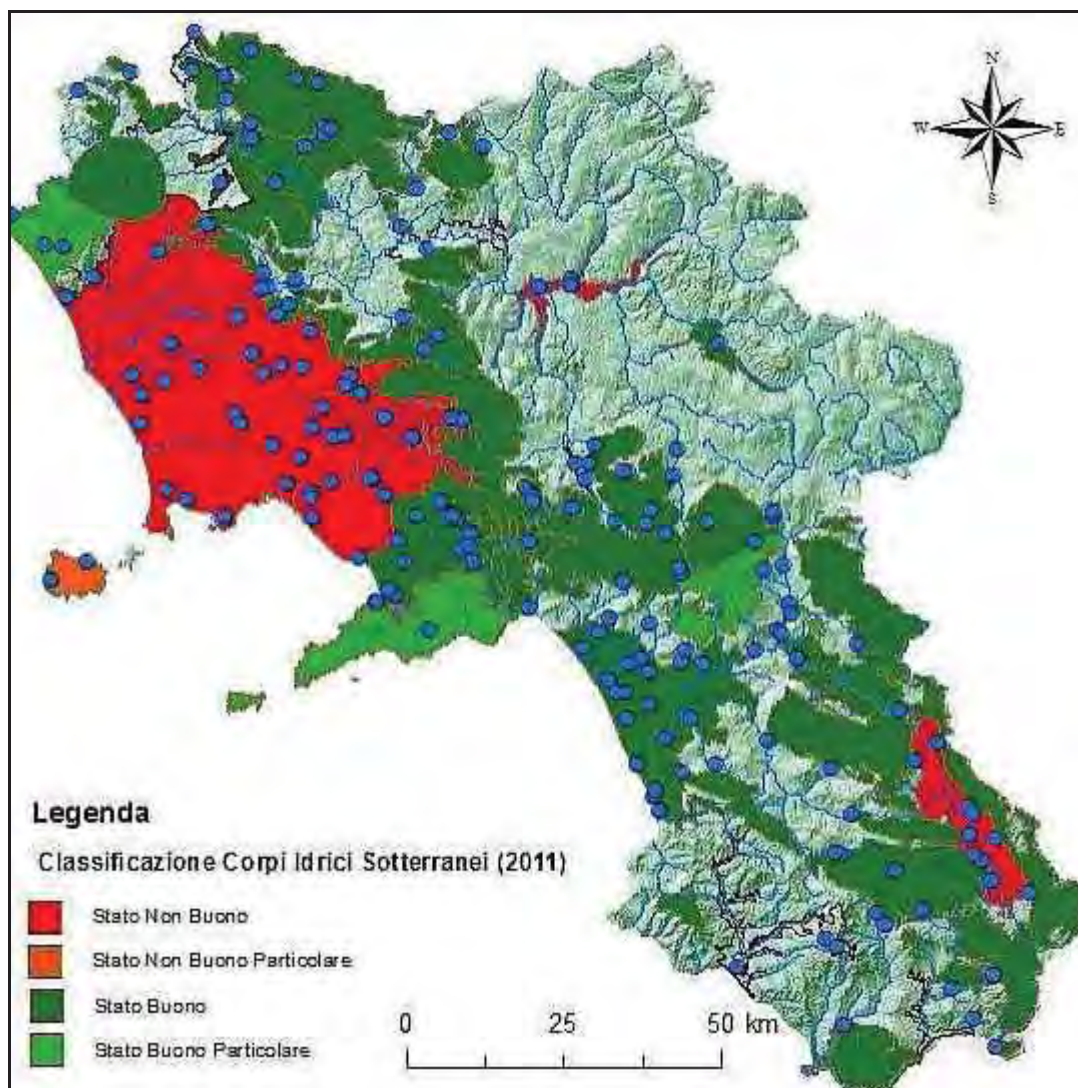 N
W E
S
Legenda
Classificazione Corpi Idrici Sotterranei (2011)
Stato Non Buono
Stato Non Buono Particolare
Stato Buono
Stato Buono Particolare
0 25 50 km